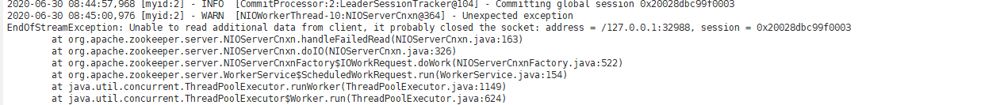 2020-06-30 08:44:57,968 [myid:2] - INFO  [CommitProcessor:2:LeaderSessionTracker@104] - Committing global session 0x20028dbc99f0003
2020-06-30 08:45:00,976 [myid:2] - WARN  [NIOWorkerThread-10:NIOServerCnxn@364] - Unexpected exception
EndOfStreamException: Unable to read additional data from client, it probably closed the socket: address = /127.0.0.1:32988, session = 0x20028dbc99f0003
at org.apache.zookeeper.server.NIOServerCnxn.handleFailedRead(NIOServerCnxn.java:163)
at org.apache.zookeeper.server.NIOServerCnxn.doIO(NIOServerCnxn.java:326)
at org.apache.zookeeper.server.NIOServerCnxnFactory$IOWorkRequest.doWork(NIOServerCnxnFactory.java:522)
at org.apache.zookeeper.server.WorkerService$ScheduledWorkRequest.run(WorkerService.java:154)
at java.util.concurrent.ThreadPoolExecutor.runWorker(ThreadPoolExecutor.java:1149)
at java.util.concurrent.ThreadPoolExecutor$Worker.run(ThreadPoolExecutor.java:624)